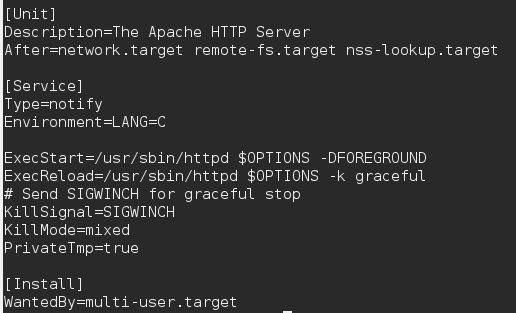 [Unit]
Description=The Apache HTTP Server
After=network.target remote-fs.target nss-lookup.target
[Service]
Type=notify
Environment=LANG=C
ExecStart=/usr/sbin/httpd $OPTIONS -DFOREGROUND
ExecReload=/usr/sbin/httpd $OPTIONS -k graceful
# Send SIGWINCH for graceful stop
KillSignal=SIGWINCH
KillMode=mixed
PrivateTmp=true
[Install]
WantedBy=multi-user.target